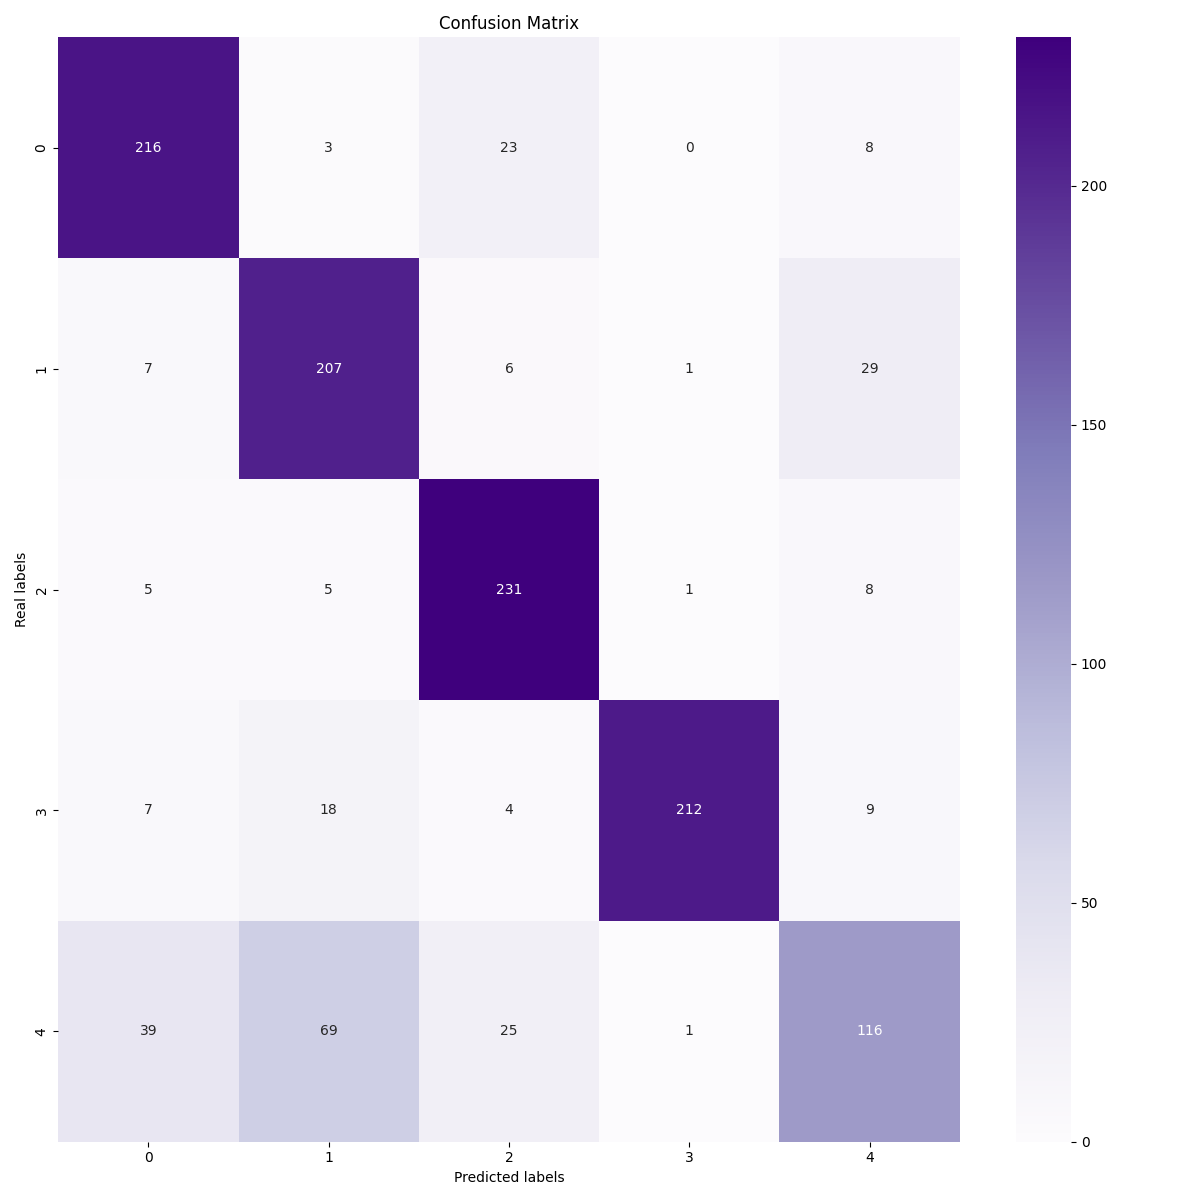 Confusion Matrix
0 216 3 23 0 8
1 7 207 6 1 29
2 5 5 231 1 8
3 7 18 4 212 9
4 39 69 25 1 116
0 1 2 3 4
Predicted labels
Real labels
200
150
100
50
0